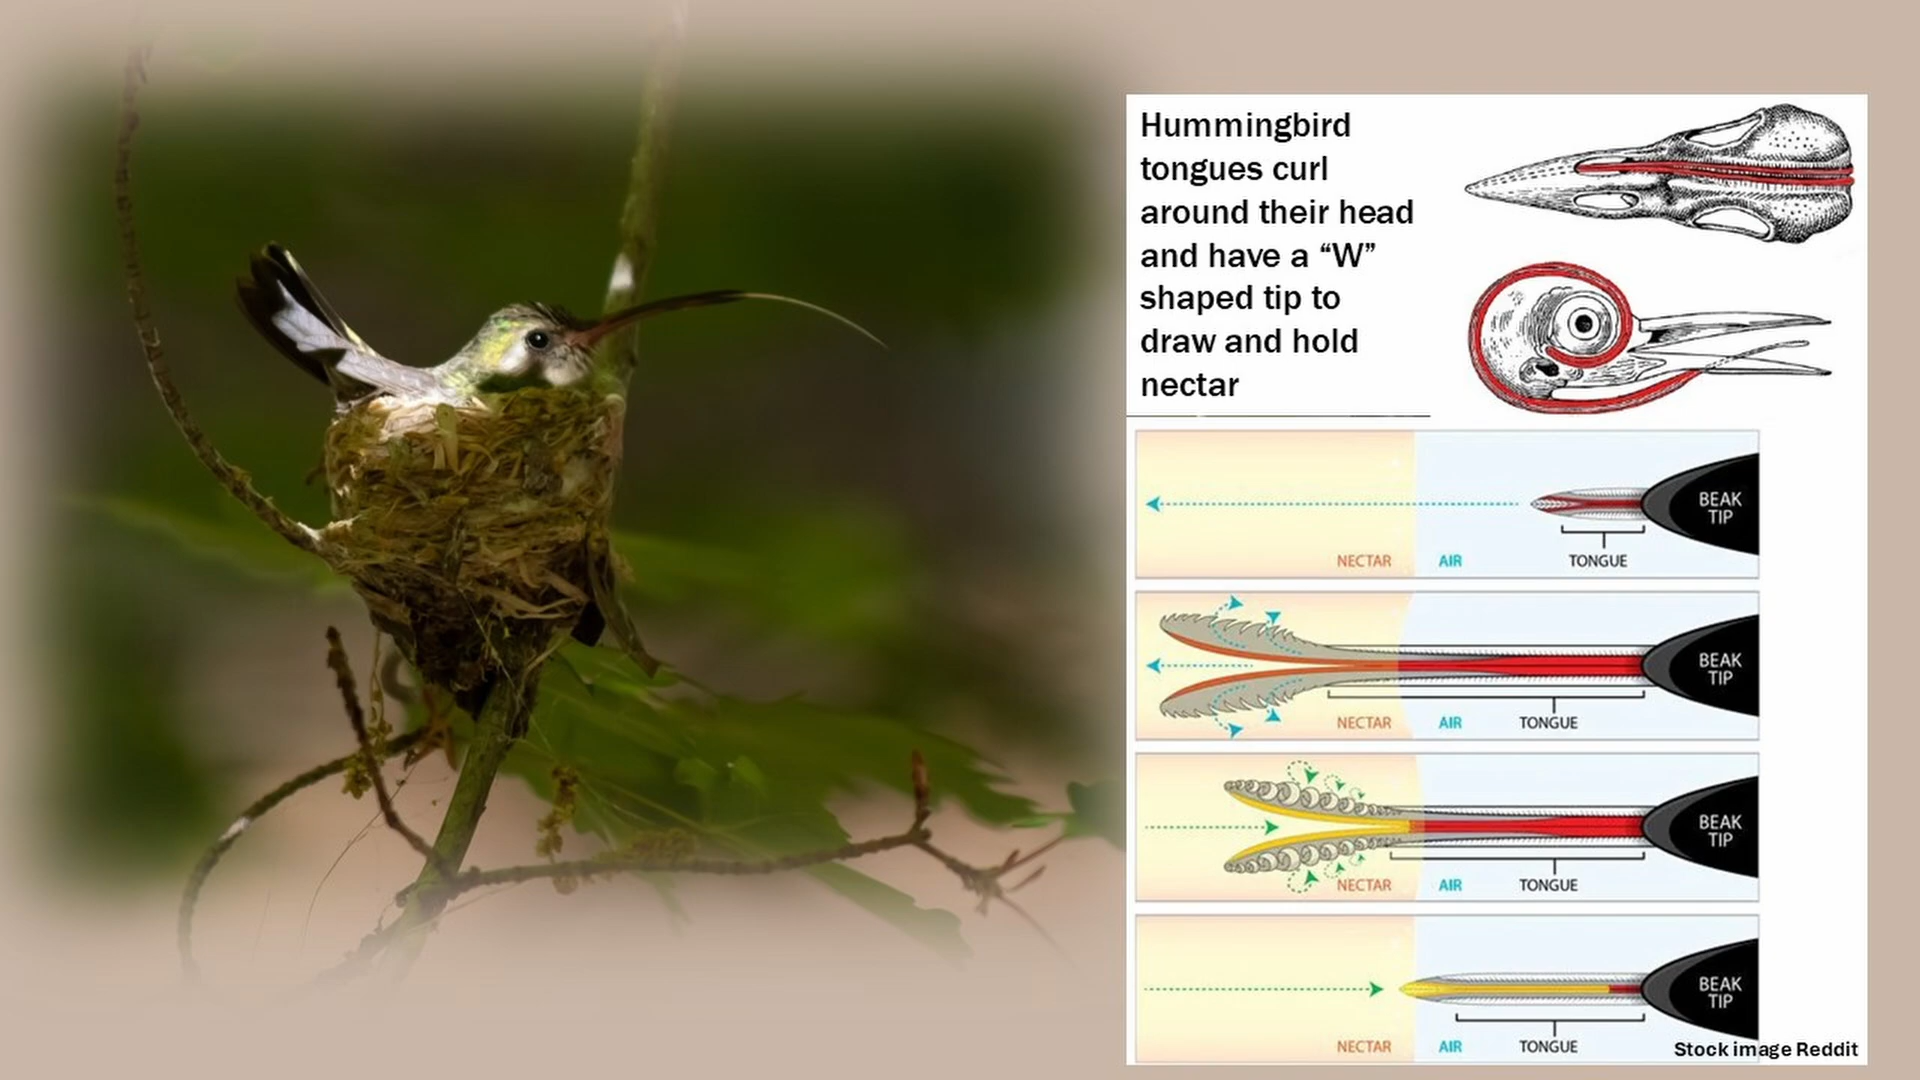 Hummingbird
tongues curl
around their head
and have a “W”
shaped tip to
draw and hold
nectar
BEAK
TIP
NECTAR AIR TONGUE
BEAK
TIP
NECTAR AIR TONGUE
BEAK
TIP
NECTAR AIR TONGUE
BEAK
TIP
NECTAR AIR TONGUE
Stock image Reddit